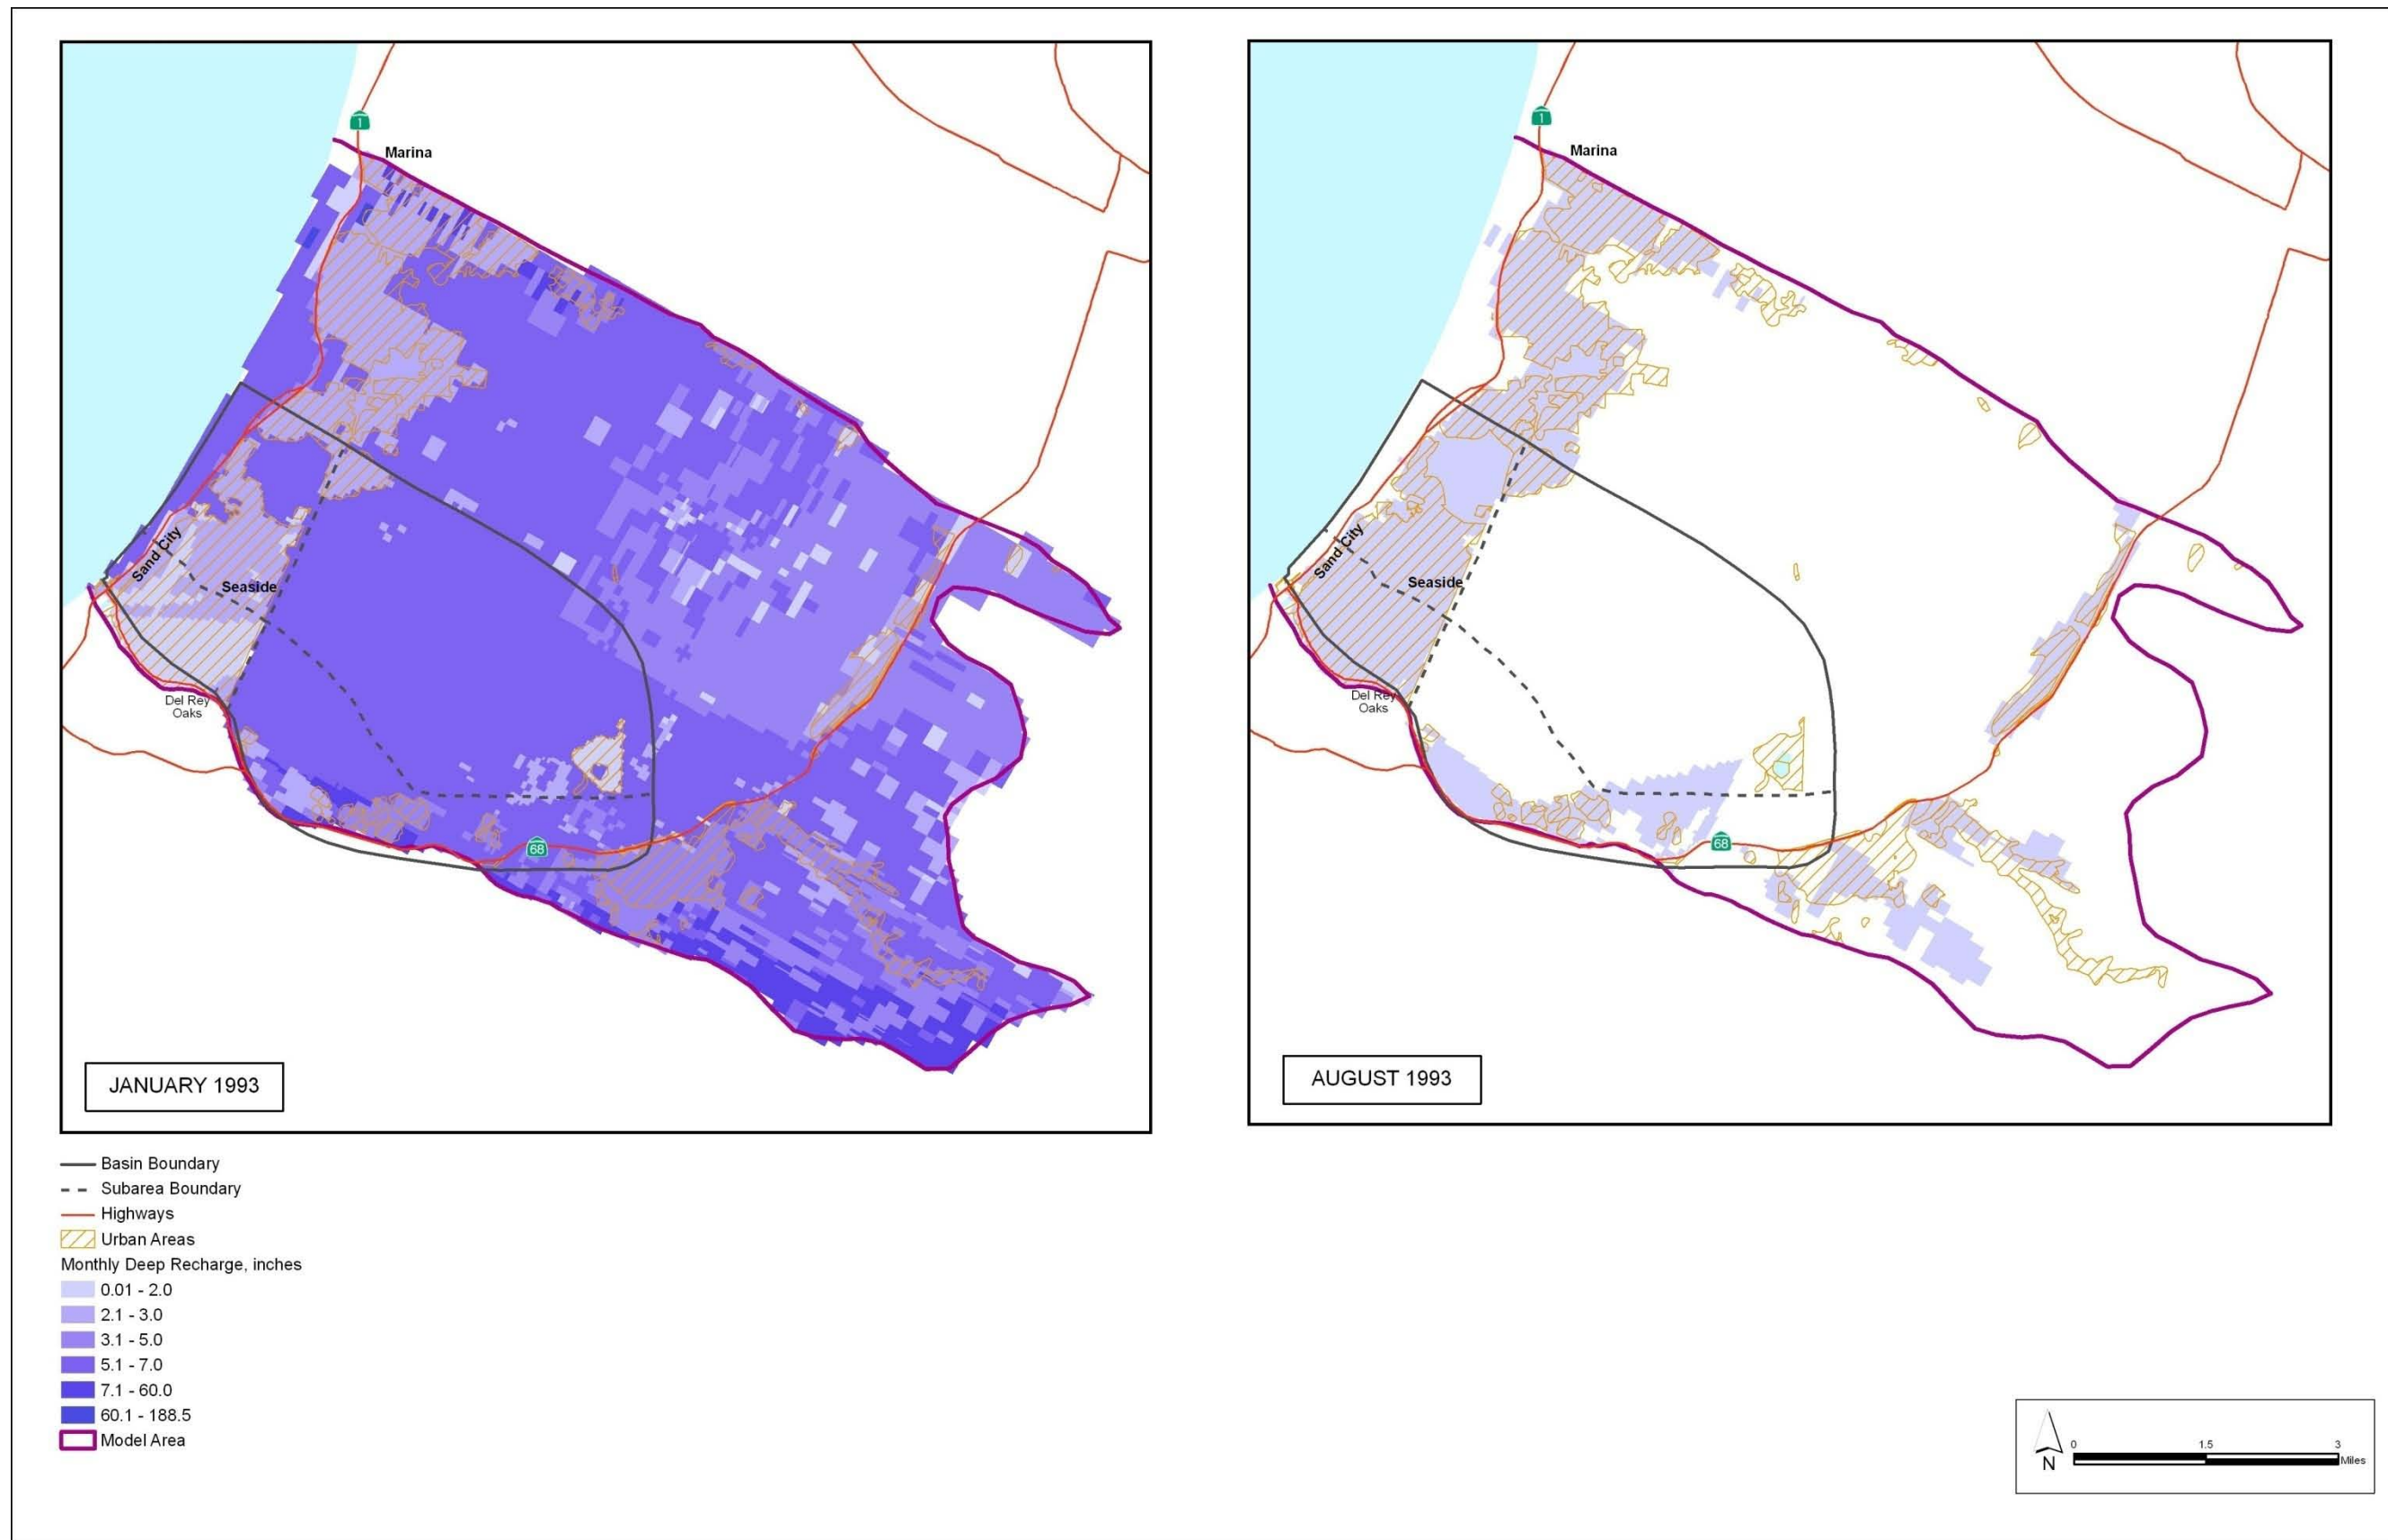 1
Marina
Sand City
Seaside
Del Rey
Oaks
68
JANUARY 1993
1
Marina
Sand City
Seaside
Del Rey
Oaks
68
AUGUST 1993
Basin Boundary
Subarea Boundary
Highways
Urban Areas
Monthly Deep Recharge, inches
0.01 - 2.0
2.1 - 3.0
3.1 - 5.0
5.1 - 7.0
7.1 - 60.0
60.1 - 188.5
Model Area
N
0 1.5 3
Miles